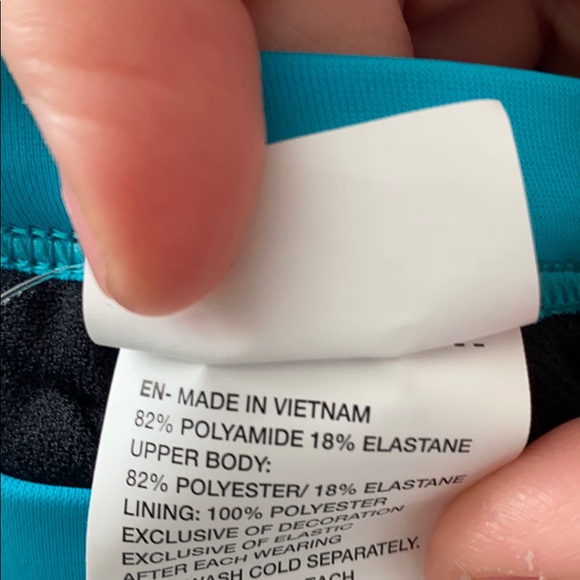 EN- MADE IN VIETNAM
82% POLYAMIDE 18% ELASTANE
UPPER BODY:
82% POLYESTER/ 18% ELASTANE
LINING: 100% POLYESTER
EXCLUSIVE OF DECORATION
EXCLUSIVE OF ELASTIC
AFTER EACH WEARING
WASH COLD SEPARATELY.
EACH